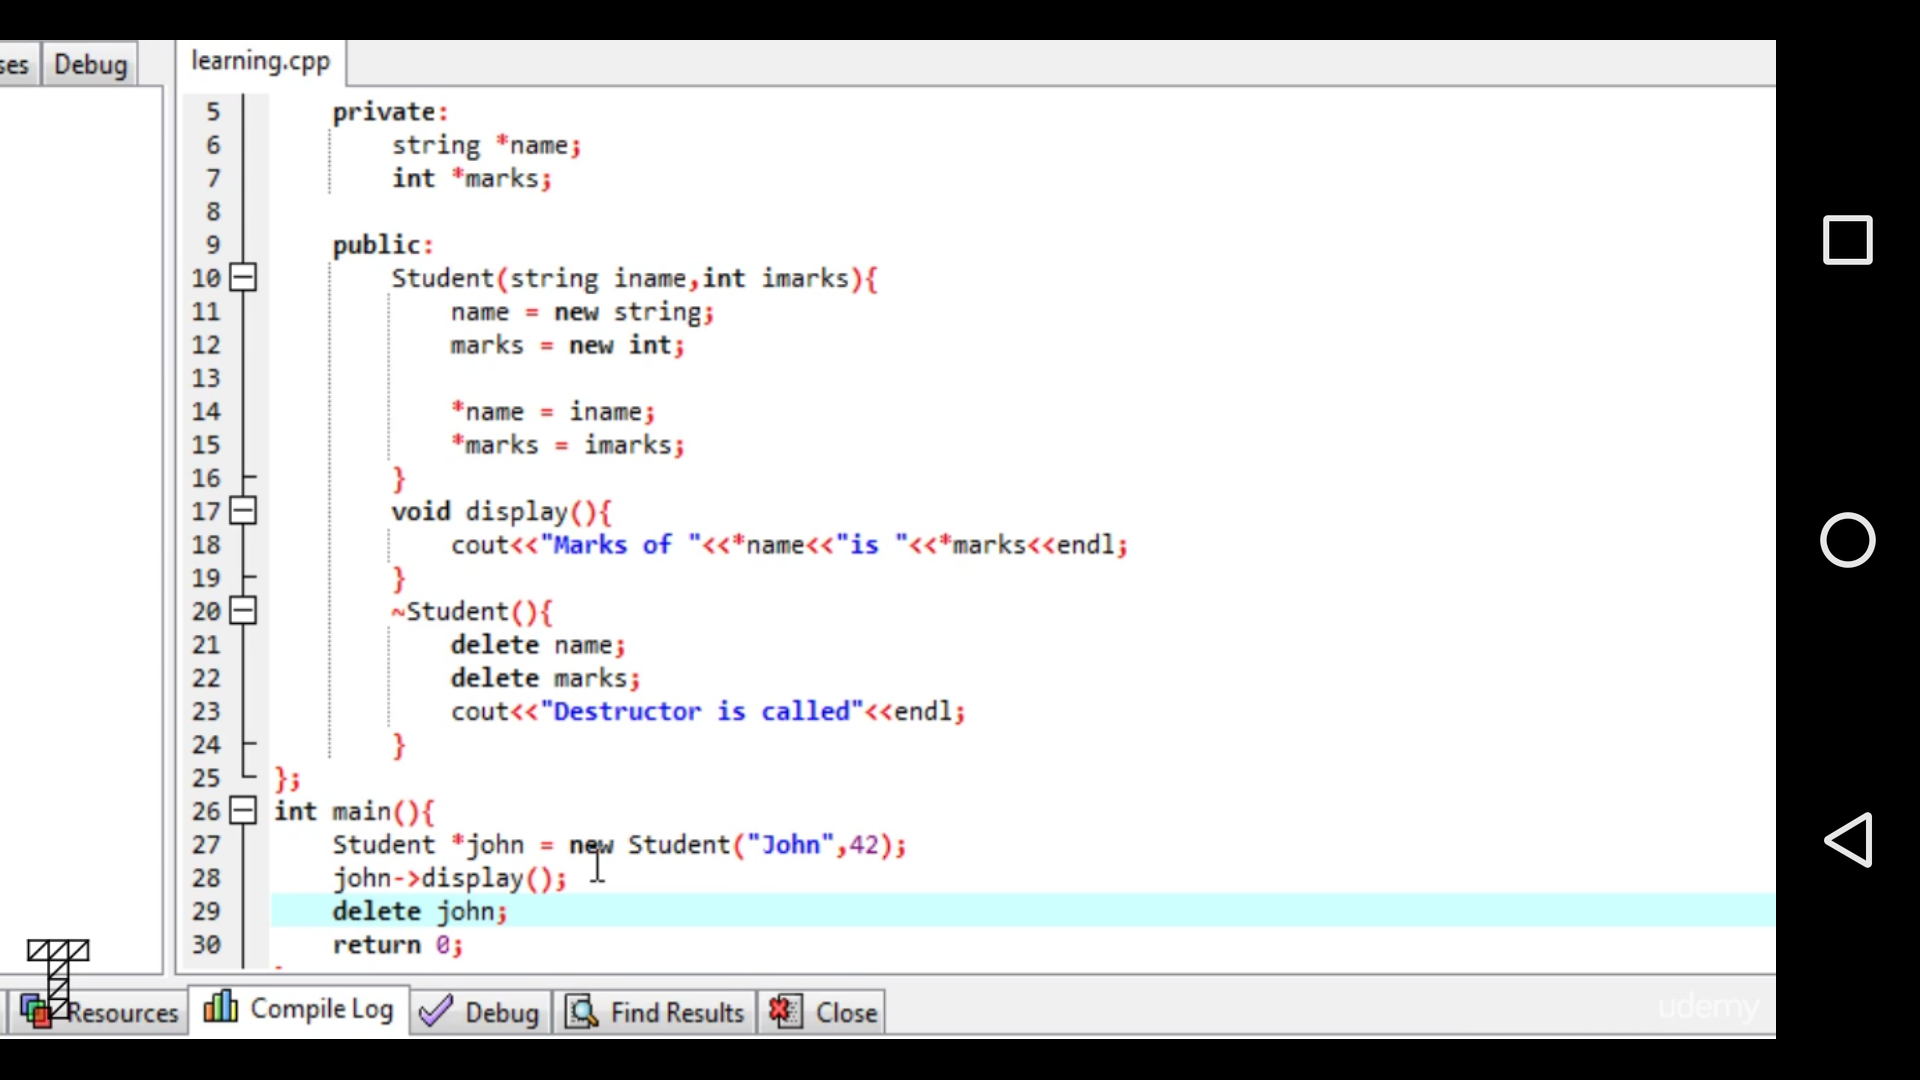 ses Debug learning.cpp
5 private:
6 string *name;
7 int *marks;
8
9 public:
10 Student(string iname,int imarks){
11 name = new string;
12 marks = new int;
13
14 *name = iname;
15 *marks = imarks;
16 }
17 void display(){
18 cout<<"Marks of "<<*name<<"is "<<*marks<<endl;
19 }
20 ~Student(){
21 delete name;
22 delete marks;
23 cout<<"Destructor is called"<<endl;
24 }
25 };
26 int main(){
27 Student *john = new Student("John",42);
28 john->display();
29 delete john;
30 return 0;
Resources Compile Log Debug Find Results Close
udemy